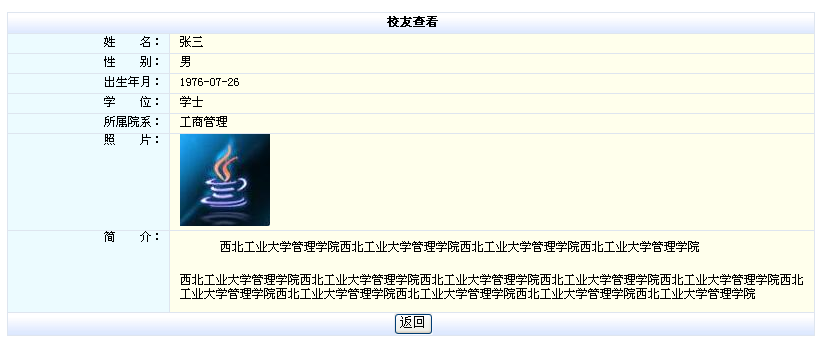 校友查看
姓 名： 张三
性 别： 男
出生年月： 1976-07-26
学 位： 学士
所属院系： 工商管理
照 片：
简 介： 西北工业大学管理学院西北工业大学管理学院西北工业大学管理学院西北工业大学管理学院
西北工业大学管理学院西北工业大学管理学院西北工业大学管理学院西北工业大学管理学院西北工业大学管理学院西北
工业大学管理学院西北工业大学管理学院西北工业大学管理学院西北工业大学管理学院西北工业大学管理学院
返回